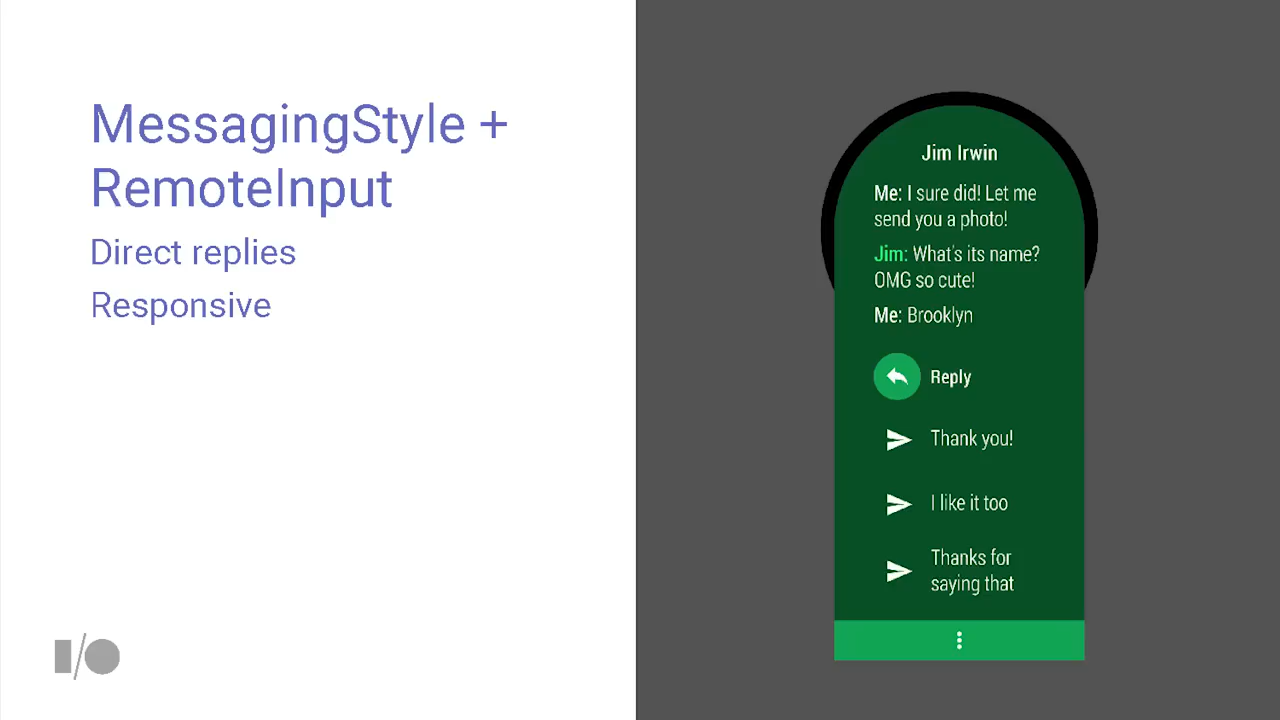 MessagingStyle +
RemoteInput
Direct replies
Responsive
I/O
Jim Irwin
Me: I sure did! Let me
send you a photo!
Jim: What's its name?
OMG so cute!
Me: Brooklyn
Reply
Thank you!
I like it too
Thanks for
saying that